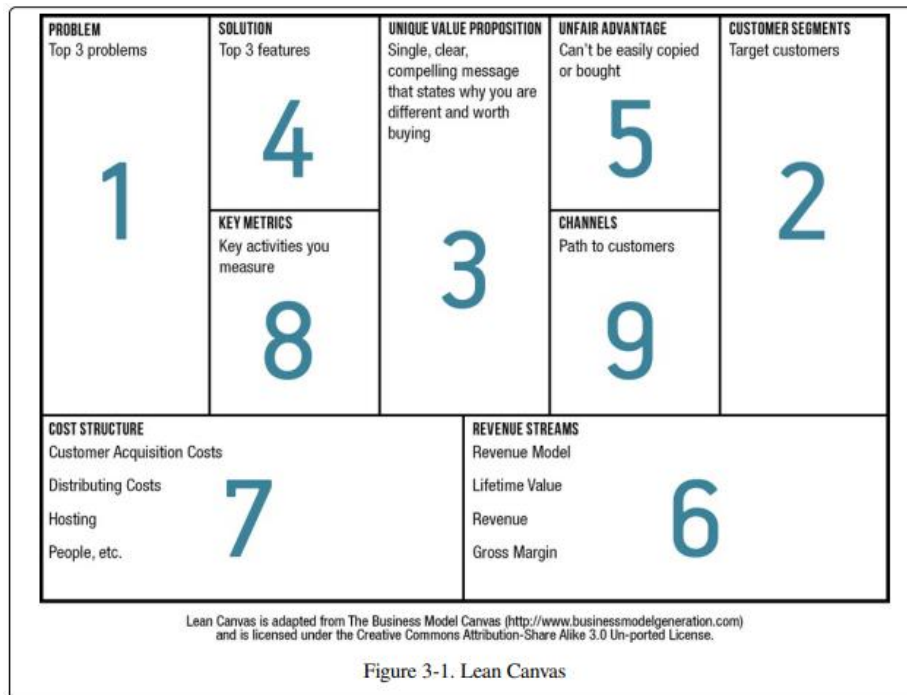 PROBLEM
Top 3 problems
1
SOLUTION
Top 3 features
4
KEY METRICS
Key activities you
measure
8
UNIQUE VALUE PROPOSITION
Single, clear,
compelling message
that states why you are
different and worth
buying
3
UNFAIR ADVANTAGE
Can't be easily copied
or bought
5
CHANNELS
Path to customers
9
CUSTOMER SEGMENTS
Target customers
2
COST STRUCTURE
Customer Acquisition Costs
Distributing Costs
Hosting
People, etc.
7
REVENUE STREAMS
Revenue Model
Lifetime Value
Revenue
Gross Margin
6
Lean Canvas is adapted from The Business Model Canvas (http://www.businessmodelgeneration.com)
and is licensed under the Creative Commons Attribution-Share Alike 3.0 Un-ported License.
Figure 3-1. Lean Canvas